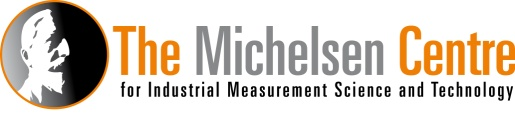 The Michelsen Centre
for Industrial Measurement Science and Technology